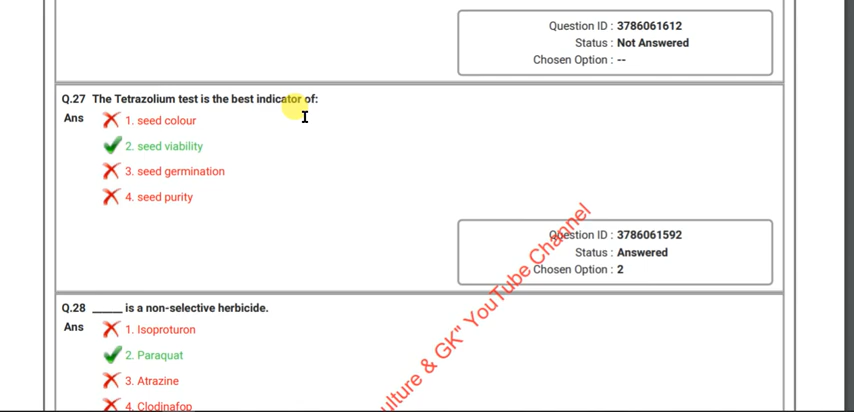 Question ID : 3786061612
Status : Not Answered
Chosen Option : --
Q.27 The Tetrazolium test is the best indicator of:
Ans
1. seed colour
2. seed viability
3. seed germination
4. seed purity
Question ID : 3786061592
Status : Answered
Chosen Option : 2
Q.28 _____ is a non-selective herbicide.
Ans
1. Isoproturon
2. Paraquat
3. Atrazine
4. Clodinafop
ulture & GK" YouTube Channel